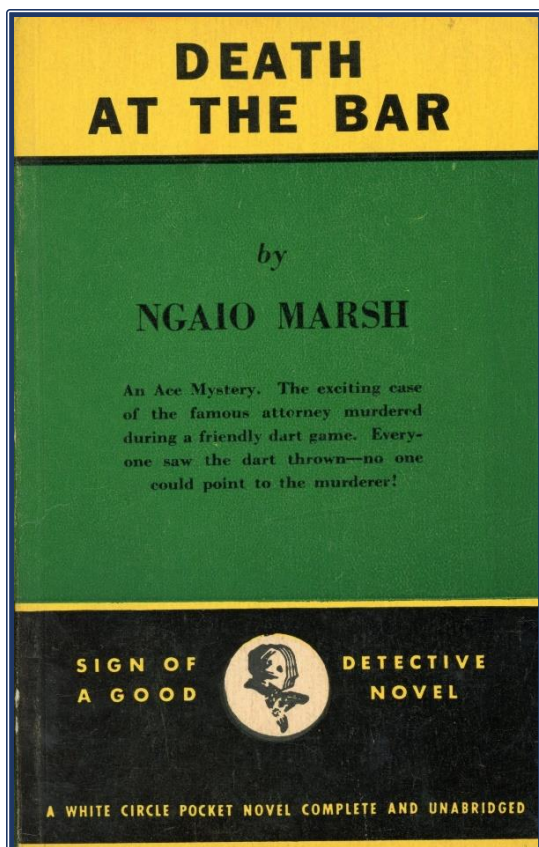 DEATH
AT THE BAR
by
NGAIO MARSH
An Ace Mystery. The exciting case
of the famous attorney murdered
during a friendly dart game. Every-
one saw the dart thrown—no one
could point to the murderer!
SIGN OF
A GOOD
DETECTIVE
NOVEL
A WHITE CIRCLE POCKET NOVEL COMPLETE AND UNABRIDGED